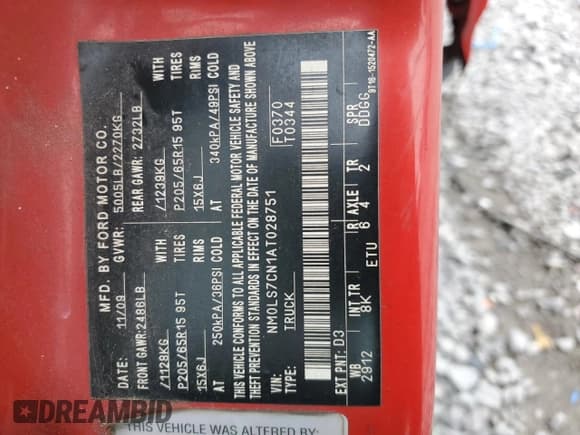 MFD. BY FORD MOTOR CO.
DATE: 11/09 GVWR: 5005LB/2270KG
FRONT GAWR: 2488LB REAR GAWR: 2732LB
/1128KG WITH /1239KG WITH
P205/65R15 95T TIRES P205/65R15 95T TIRES
15X6J RIMS 15X6J RIMS
AT 250kPA/36PSI COLD AT 340kPA/49PSI COLD
THIS VEHICLE CONFORMS TO ALL APPLICABLE FEDERAL MOTOR VEHICLE SAFETY AND
THEFT PREVENTION STANDARDS IN EFFECT ON THE DATE OF MANUFACTURE SHOWN ABOVE
VIN: NM0LS7CN1AT028751 F0370
TYPE: TRUCK T0344
EXT PNT: D3
WB INT TR R AXLE TR SPR
2912 8K 6 4 2 DDGG
ETU
9T16-1520472-AA
THIS VEHICLE WAS ALTERED BY:
DREAMBID